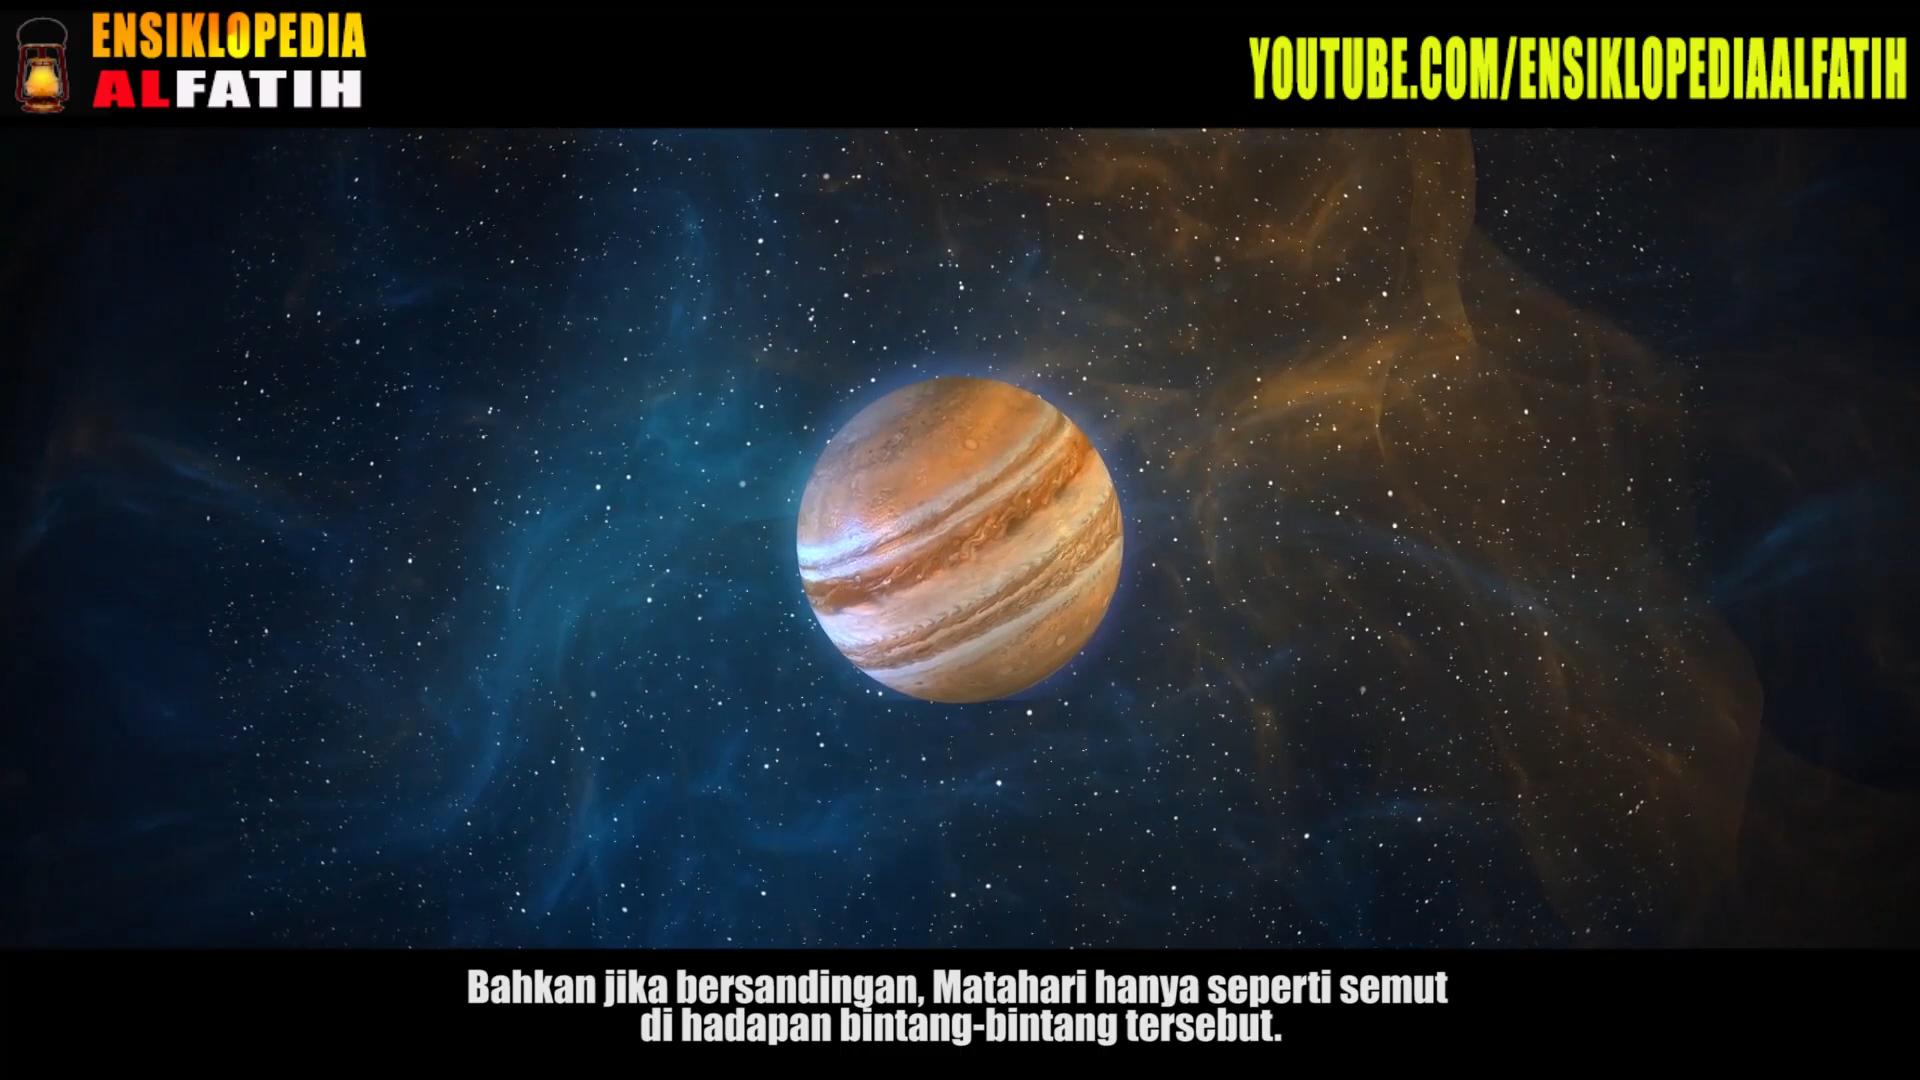 ENSIKLOPEDIA
ALFATIH
YOUTUBE.COM/ENSIKLOPEDIAALFATIH
Bahkan jika bersandingan, Matahari hanya seperti semut
di hadapan bintang-bintang tersebut.